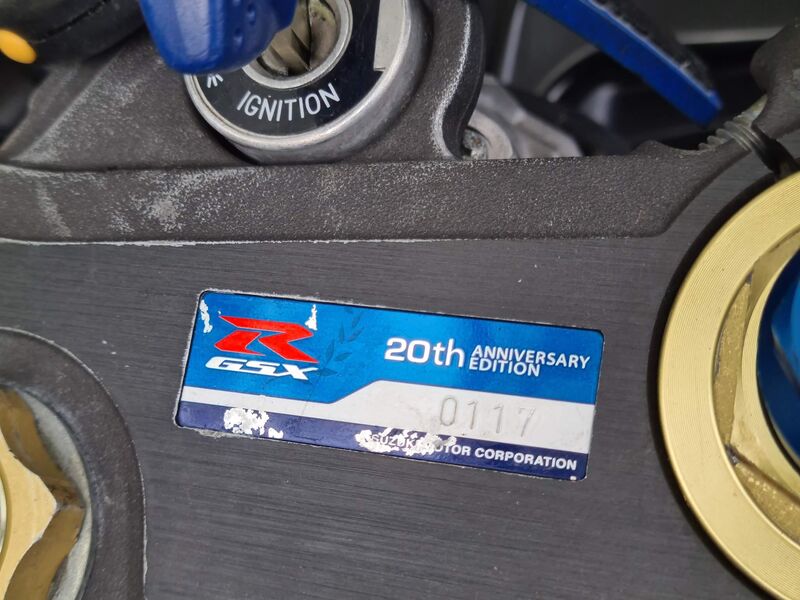 IGNITION
R
GSX
20th ANNIVERSARY
EDITION
0117
SUZUKI MOTOR CORPORATION